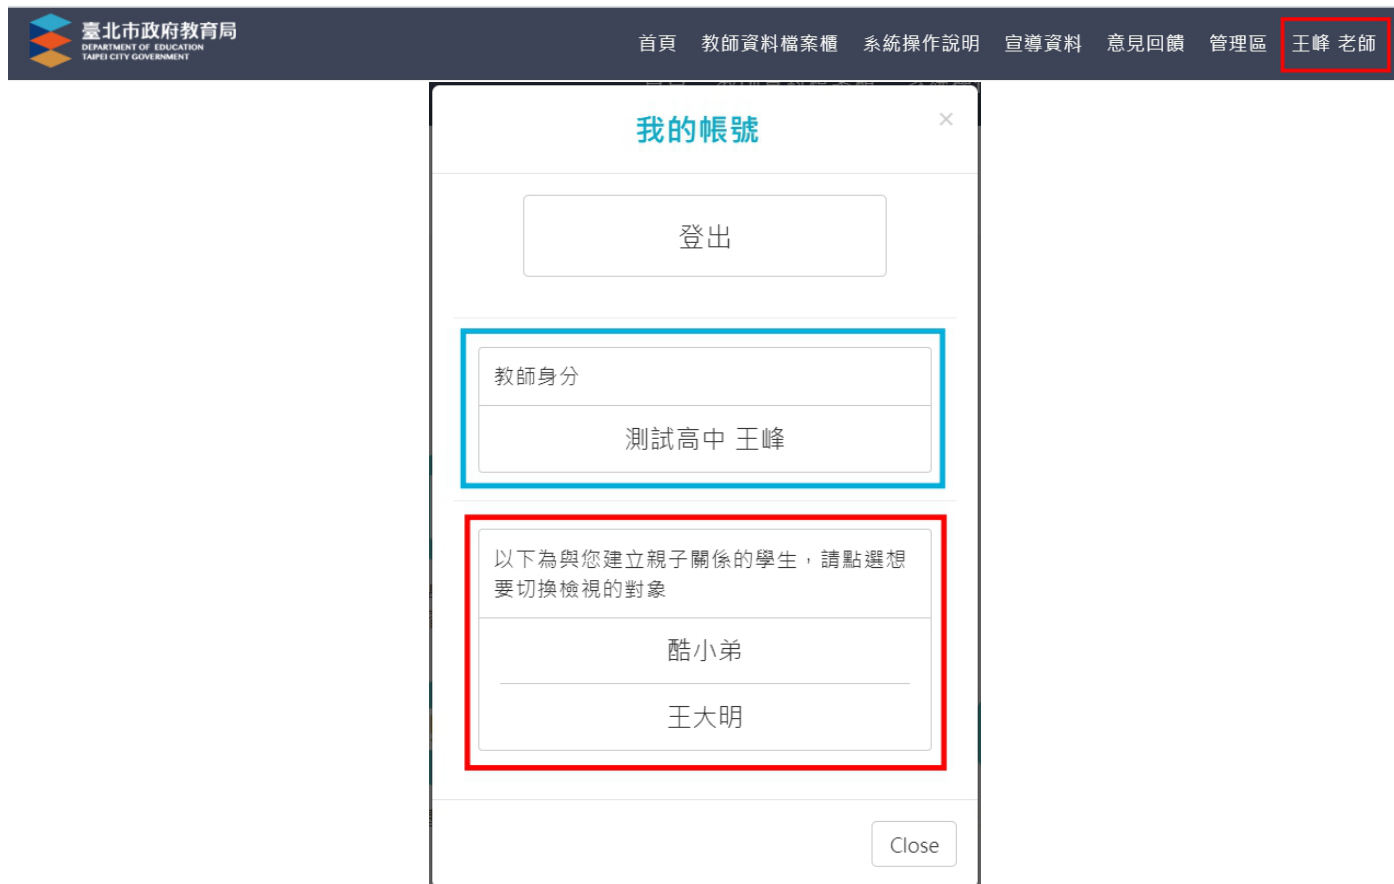 臺北市政府教育局
DEPARTMENT OF EDUCATION
TAIPEI CITY GOVERNMENT
首頁 教師資料檔案櫃 系統操作說明 宣導資料 意見回饋 管理區 王峰 老師
我的帳號 ×
登出
教師身分
測試高中 王峰
以下為與您建立親子關係的學生，請點選想
要切換檢視的對象
酷小弟
王大明
Close